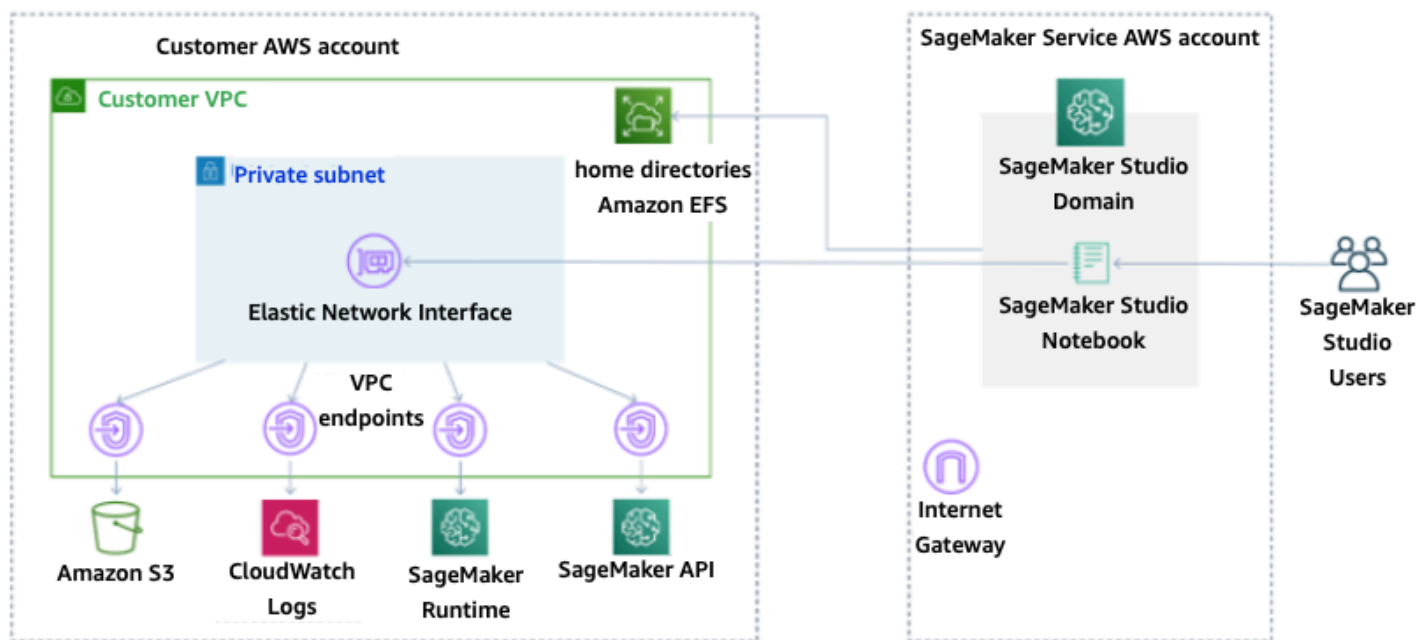 Customer AWS account
SageMaker Service AWS account
Customer VPC
Private subnet
home directories
Amazon EFS
SageMaker Studio
Domain
Elastic Network Interface
SageMaker Studio
Notebook
SageMaker
Studio
Users
VPC
endpoints
Internet
Gateway
Amazon S3
CloudWatch
Logs
SageMaker
Runtime
SageMaker API